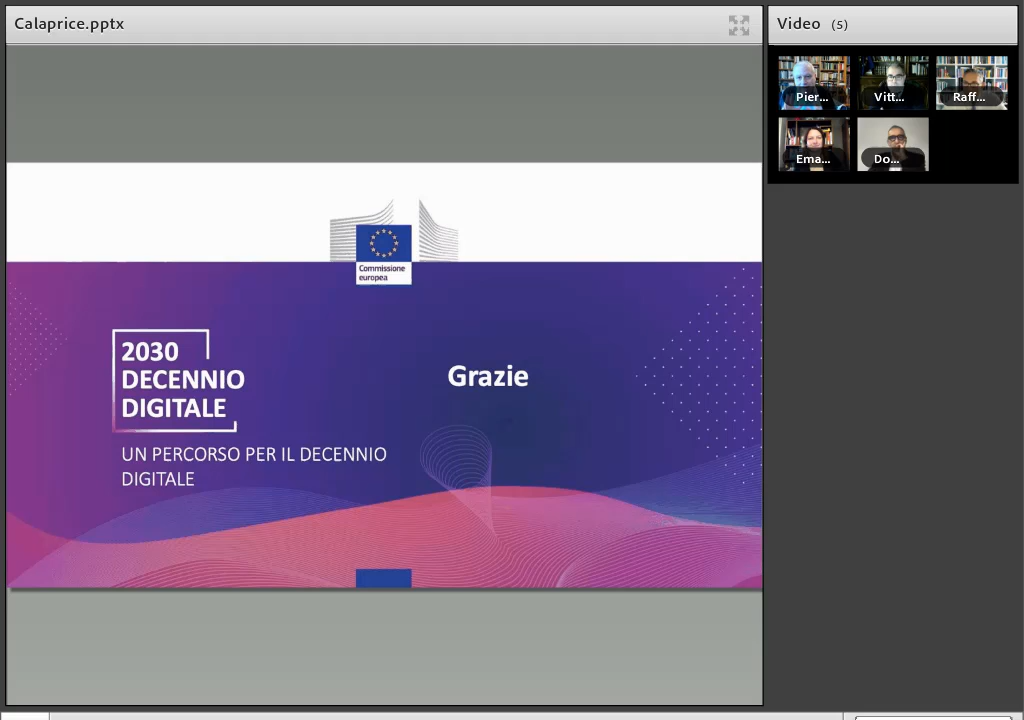 Calaprice.pptx
Video (5)
Pier...
Vitt...
Raff...
Ema...
Do...
Commissione
europea
2030
DECENNIO
DIGITALE
Grazie
UN PERCORSO PER IL DECENNIO
DIGITALE